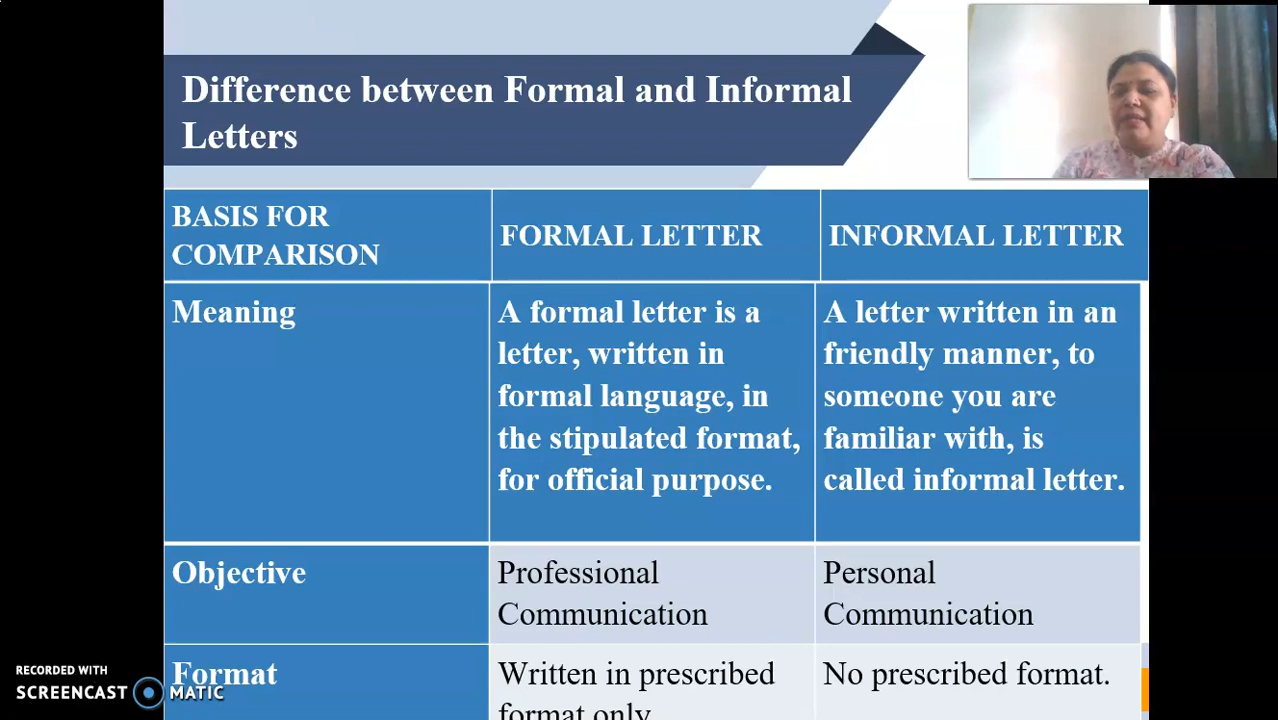 Difference between Formal and Informal
Letters
BASIS FOR
COMPARISON
FORMAL LETTER
INFORMAL LETTER
Meaning
A formal letter is a
letter, written in
formal language, in
the stipulated format,
for official purpose.
A letter written in an
friendly manner, to
someone you are
familiar with, is
called informal letter.
Objective
Professional
Communication
Personal
Communication
Format
Written in prescribed
format only
No prescribed format.
RECORDED WITH
SCREENCAST MATIC